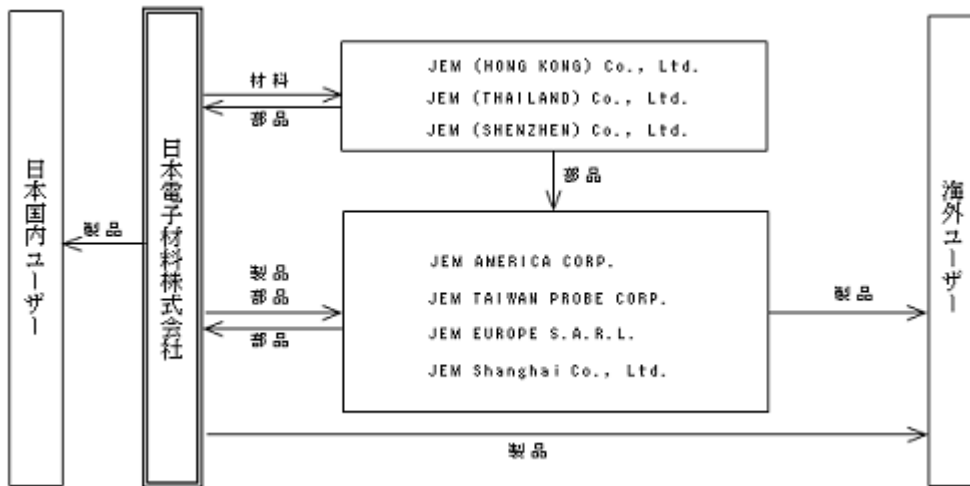 日本国内ユーザー
製品
日本電子材料株式会社
材料
部品
JEM (HONG KONG) Co., Ltd.
JEM (THAILAND) Co., Ltd.
JEM (SHENZHEN) Co., Ltd.
部品
製品
部品
部品
JEM AMERICA CORP.
JEM TAIWAN PROBE CORP.
JEM EUROPE S.A.R.L.
JEM Shanghai Co., Ltd.
製品
製品
海外ユーザー